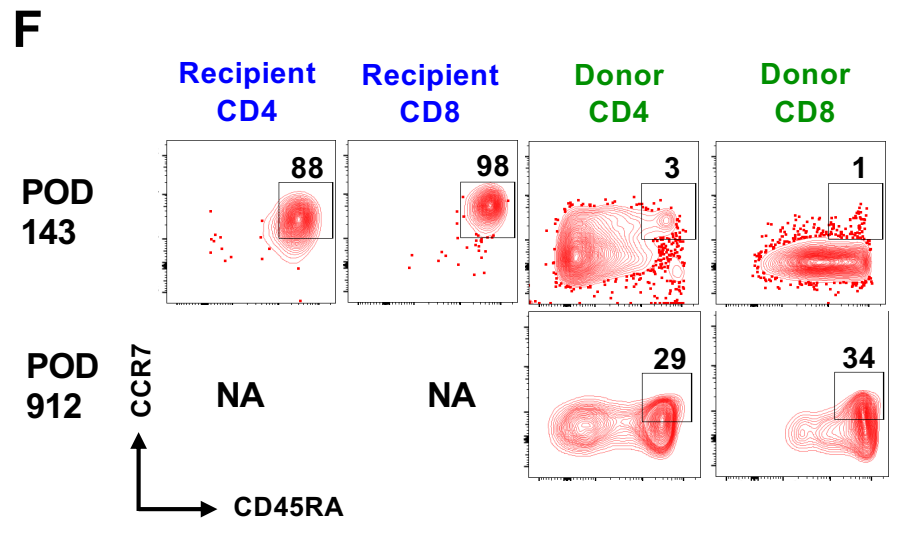 F
Recipient
CD4
Recipient
CD8
Donor
CD4
Donor
CD8
POD
143
88
98
3
1
POD
912
CCR7
NA
NA
29
34
CD45RA